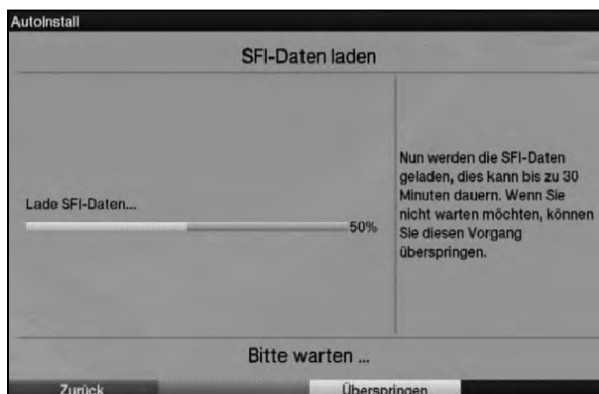 AutoInstall
SFI-Daten laden
Lade SFI-Daten...
50%
Nun werden die SFI-Daten
geladen, dies kann bis zu 30
Minuten dauern. Wenn Sie
nicht warten möchten, können
Sie diesen Vorgang
überspringen.
Bitte warten ...
Zurück
Überspringen